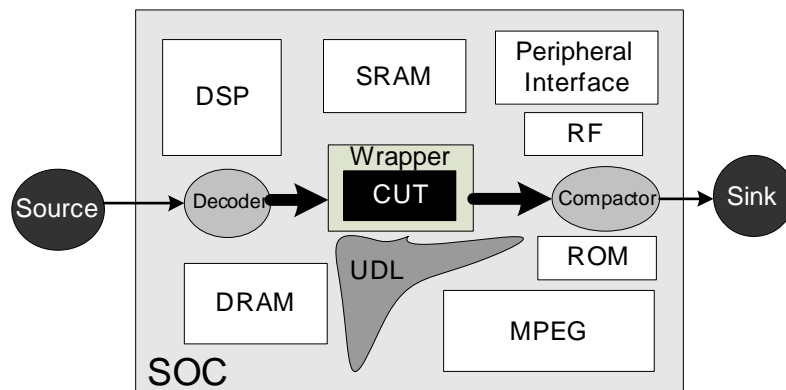 DSP
SRAM
Peripheral
Interface
RF
Wrapper
CUT
Source
Decoder
Compactor
Sink
UDL
ROM
DRAM
MPEG
SOC